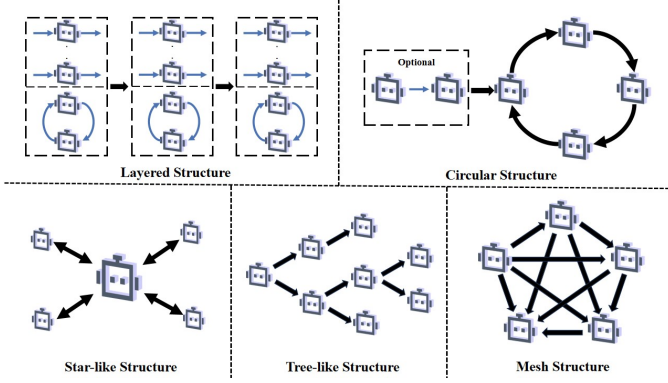 Optional
Layered Structure
Circular Structure
Star-like Structure
Tree-like Structure
Mesh Structure